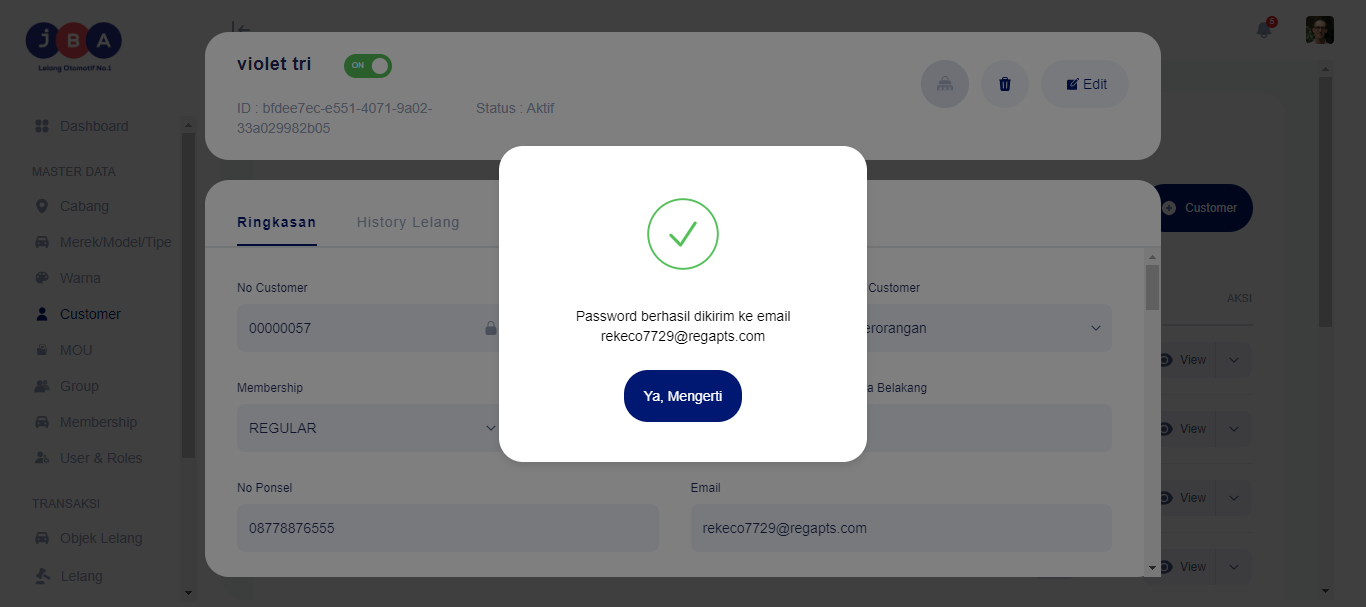 JBA
Lelang Otomotif No.1
6
Dashboard
MASTER DATA
Cabang
Merek/Model/Tipe
Warna
Customer
MOU
Group
Membership
User & Roles
TRANSAKSI
Objek Lelang
Lelang
violet tri
ON
ID : bfdee7ec-e551-4071-9a02-
33a029982b05
Status : Aktif
Edit
Ringkasan
History Lelang
No Customer
00000057
Customer
Membership
REGULAR
Belakang
No Ponsel
08778876555
Email
rekeco7729@regapts.com
Password berhasil dikirim ke email
rekeco7729@regapts.com
Ya, Mengerti
Customer
AKSI
View
View
View
View